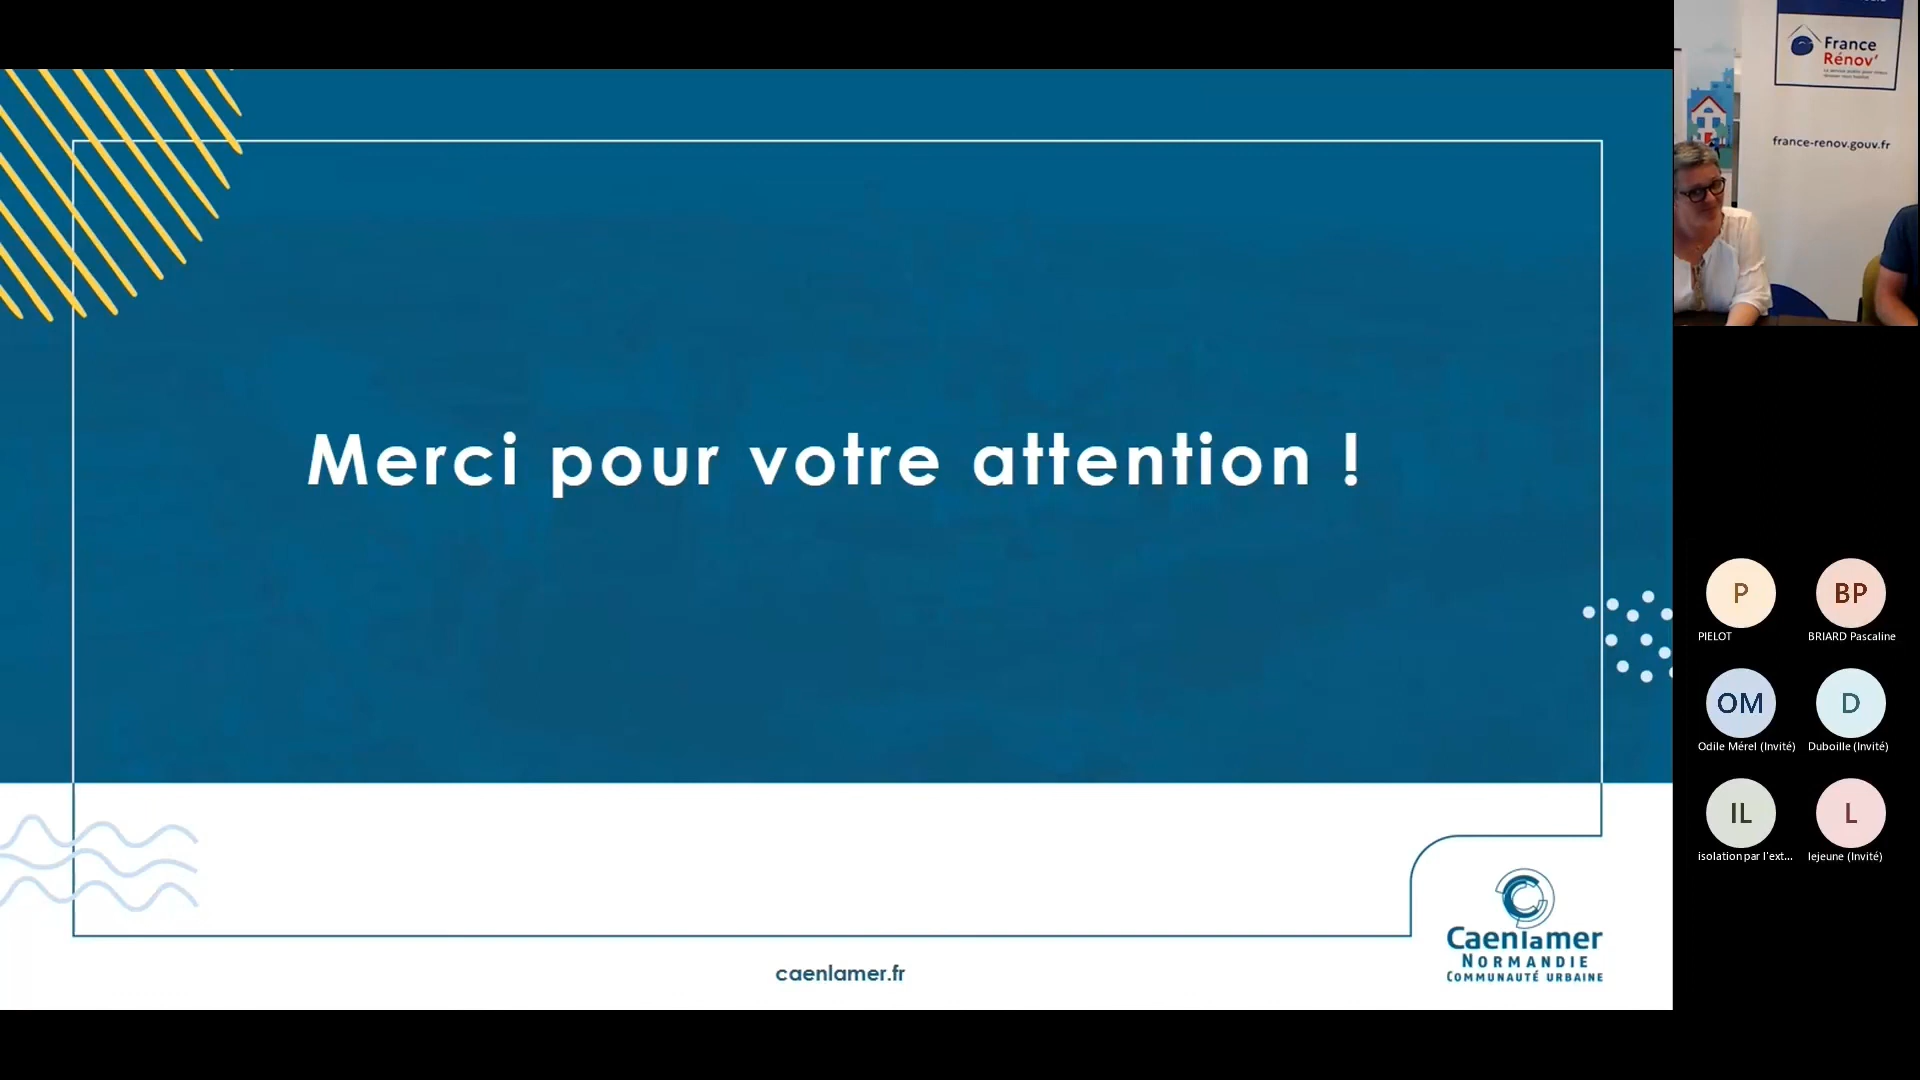 Merci pour votre attention !
caenlamer.fr
Caenlamer
NORMANDIE
COMMUNAUTÉ URBAINE
France
Rénov'
france-renov.gouv.fr
P
BP
PIELOT
BRIARD Pascaline
OM
D
Odile Mérel (Invité)
Duboille (Invité)
IL
L
isolation par l'ext...
lejeune (Invité)